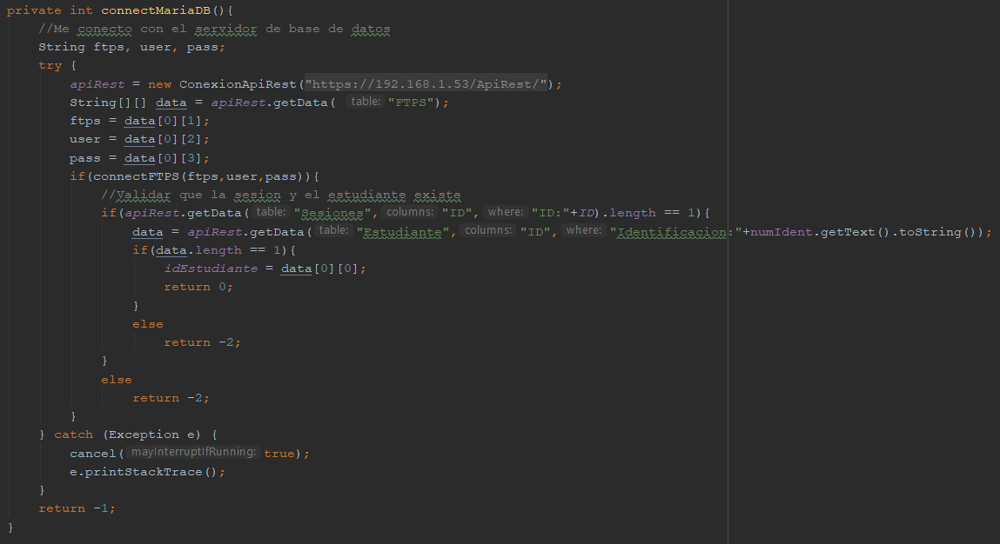 private int connectMariaDB(){
    //Me conecto con el servidor de base de datos
    String ftps, user, pass;
    try {
        apiRest = new ConexionApiRest("https://192.168.1.53/ApiRest/");
        String[][] data = apiRest.getData( table: "FTPS");
        ftps = data[0][1];
        user = data[0][2];
        pass = data[0][3];
        if(connectFTPS(ftps,user,pass)){
            //Validar que la sesion y el estudiante existe
            if(apiRest.getData( table: "Sesiones", columns: "ID", where: "ID:"+ID).length == 1){
                data = apiRest.getData( table: "Estudiante", columns: "ID", where: "Identificacion:"+numIdent.getText().toString());
                if(data.length == 1){
                    idEstudiante = data[0][0];
                    return 0;
                }
                else
                    return -2;
            }
            else
                return -2;
        }
    } catch (Exception e) {
        cancel( mayInterruptIfRunning: true);
        e.printStackTrace();
    }
    return -1;
}